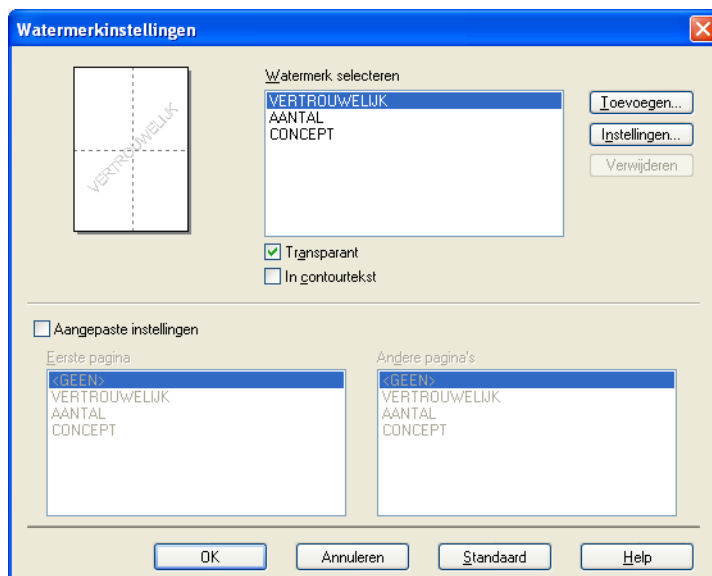 Watermerkinstellingen
VERTROUWELIJK
Watermerk selecteren
VERTROUWELIJK
AANTAL
CONCEPT
Toevoegen...
Instellingen...
Verwijderen
Transparant
In contourtekst
Aangepaste instellingen
Eerste pagina
<GEEN>
VERTROUWELIJK
AANTAL
CONCEPT
Andere pagina's
<GEEN>
VERTROUWELIJK
AANTAL
CONCEPT
OK
Annuleren
Standaard
Help